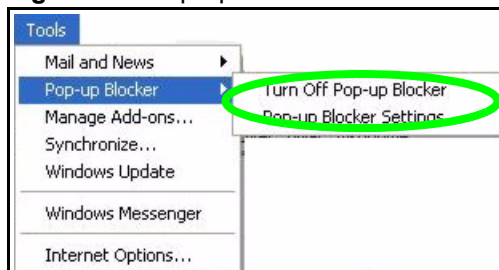 Tools
Mail and News
Pop-up Blocker
Turn Off Pop-up Blocker
Manage Add-ons...
Pop-up Blocker Settings
Synchronize...
Windows Update
Windows Messenger
Internet Options...